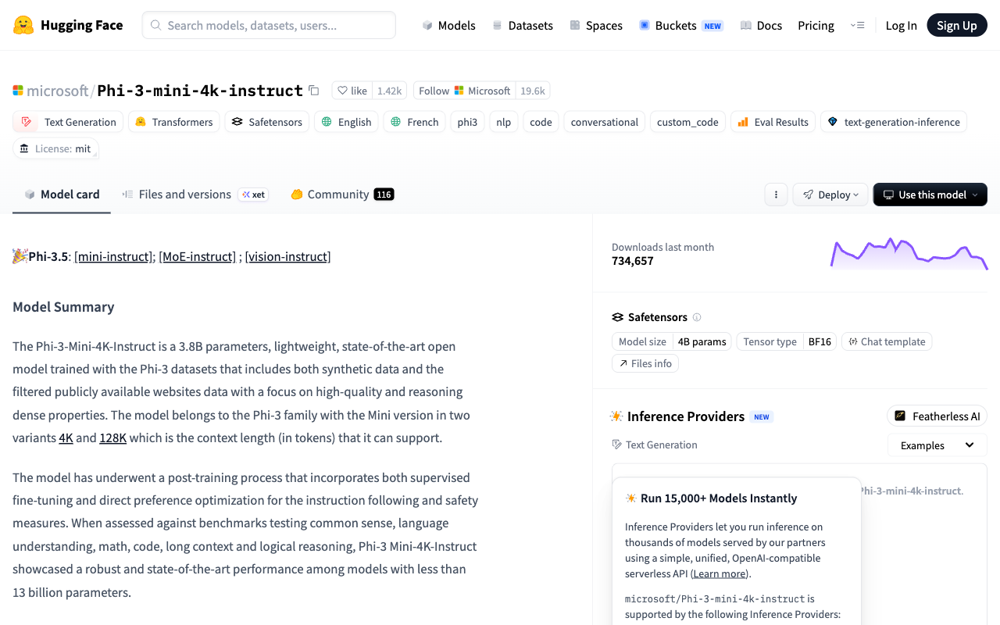 Hugging Face
Search models, datasets, users...
Models
Datasets
Spaces
Buckets NEW
Docs
Pricing
Log In
Sign Up
microsoft/Phi-3-mini-4k-instruct
like 1.42k
Follow Microsoft 19.6k
Text Generation
Transformers
Safetensors
English
French
phi3
nlp
code
conversational
custom_code
Eval Results
text-generation-inference
License: mit
Model card
Files and versions xet
Community 116
Deploy
Use this model
Phi-3.5: [mini-instruct]; [MoE-instruct] ; [vision-instruct]
Model Summary
The Phi-3-Mini-4K-Instruct is a 3.8B parameters, lightweight, state-of-the-art open
model trained with the Phi-3 datasets that includes both synthetic data and the
filtered publicly available websites data with a focus on high-quality and reasoning
dense properties. The model belongs to the Phi-3 family with the Mini version in two
variants 4K and 128K which is the context length (in tokens) that it can support.
The model has underwent a post-training process that incorporates both supervised
fine-tuning and direct preference optimization for the instruction following and safety
measures. When assessed against benchmarks testing common sense, language
understanding, math, code, long context and logical reasoning, Phi-3 Mini-4K-Instruct
showcased a robust and state-of-the-art performance among models with less than
13 billion parameters.
Downloads last month
734,657
Safetensors
Model size 4B params
Tensor type BF16
Chat template
Files info
Inference Providers NEW
Featherless AI
Text Generation
Examples
Phi-3-mini-4k-instruct.
Run 15,000+ Models Instantly
Inference Providers let you run inference on
thousands of models served by our partners
using a simple, unified, OpenAI-compatible
serverless API (Learn more).
microsoft/Phi-3-mini-4k-instruct is
supported by the following Inference Providers: